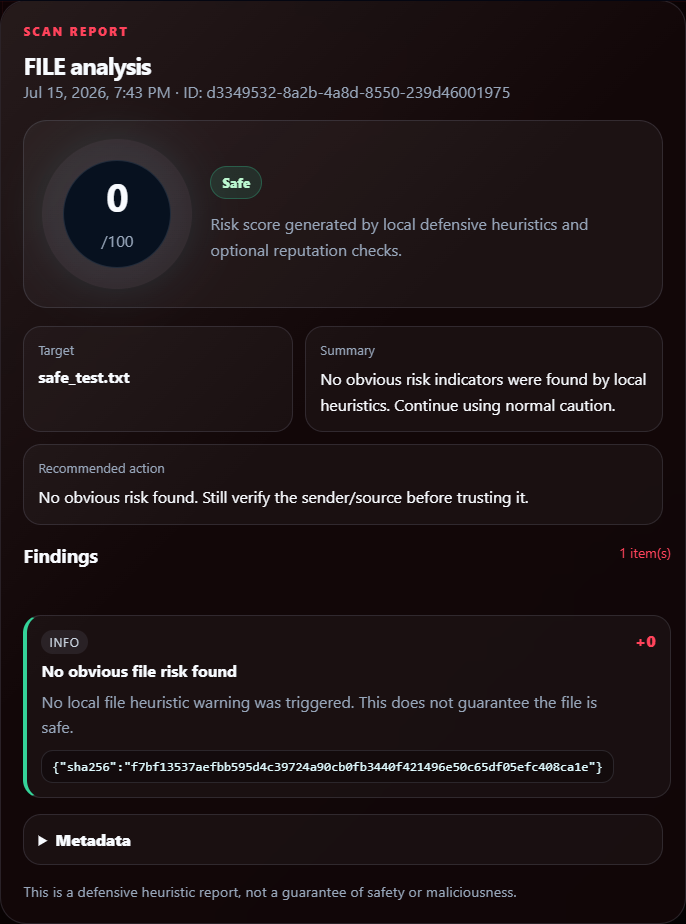 SCAN REPORT
FILE analysis
Jul 15, 2026, 7:43 PM · ID: d3349532-8a2b-4a8d-8550-239d46001975
0
/100
Safe
Risk score generated by local defensive heuristics and
optional reputation checks.
Target
safe_test.txt
Summary
No obvious risk indicators were found by local
heuristics. Continue using normal caution.
Recommended action
No obvious risk found. Still verify the sender/source before trusting it.
Findings
1 item(s)
INFO
+0
No obvious file risk found
No local file heuristic warning was triggered. This does not guarantee the file is
safe.
{"sha256":"f7bf13537aefbb595d4c39724a90cb0fb3440f421496e50c65df05efc408ca1e"}
Metadata
This is a defensive heuristic report, not a guarantee of safety or maliciousness.